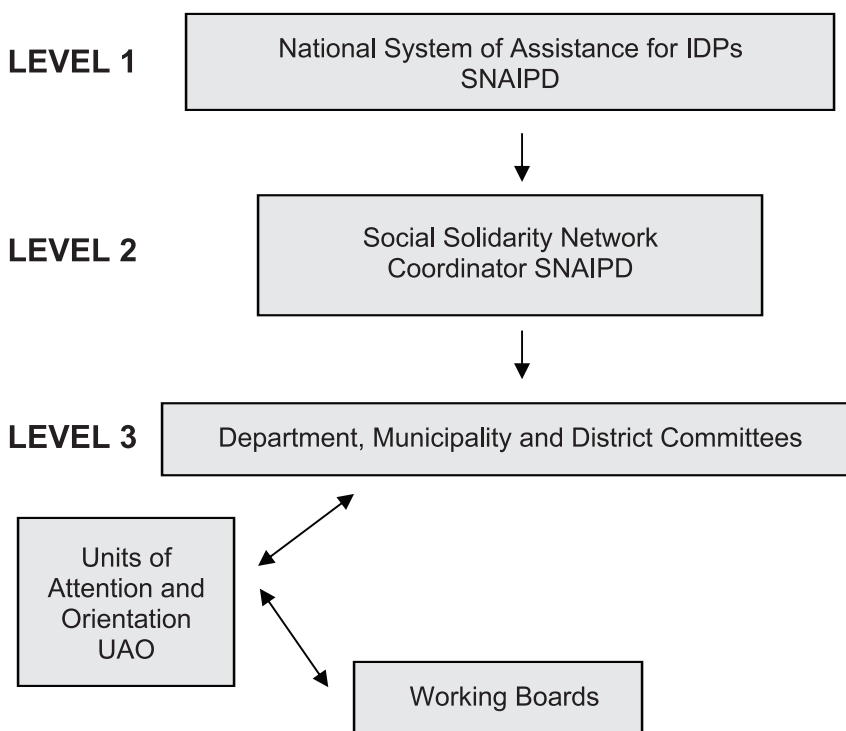 LEVEL 1
National System of Assistance for IDPs
SNAIPD
LEVEL 2
Social Solidarity Network
Coordinator SNAIPD
LEVEL 3
Department, Municipality and District Committees
Units of
Attention and
Orientation
UAO
Working Boards